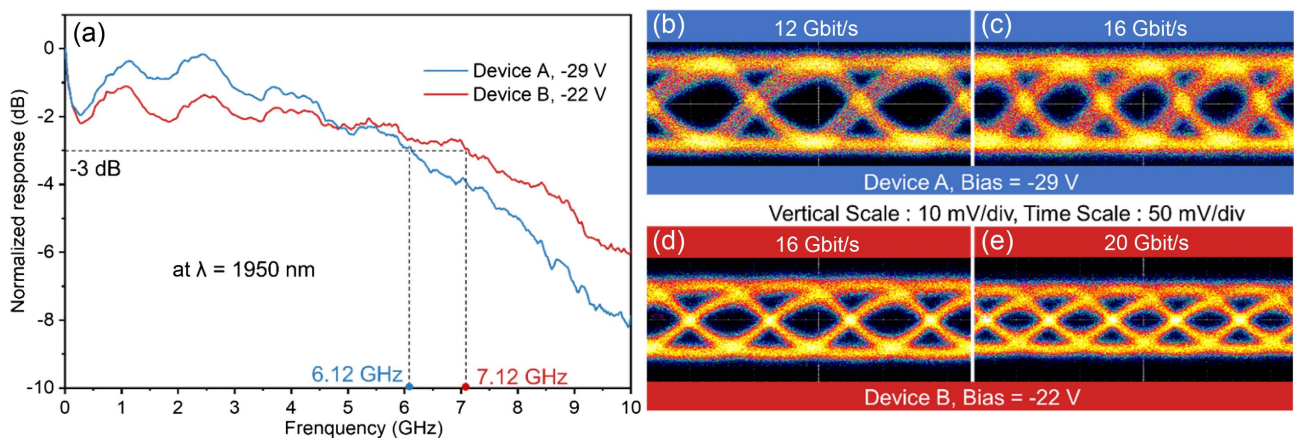 (a)
Normalized response (dB)
0
-2
-4
-6
-8
-10
Device A, -29 V
Device B, -22 V
-3 dB
at λ = 1950 nm
6.12 GHz
7.12 GHz
0 1 2 3 4 5 6 7 8 9 10
Frenquency (GHz)
(b) 12 Gbit/s
(c) 16 Gbit/s
Device A, Bias = -29 V
Vertical Scale : 10 mV/div, Time Scale : 50 mV/div
(d) 16 Gbit/s
(e) 20 Gbit/s
Device B, Bias = -22 V